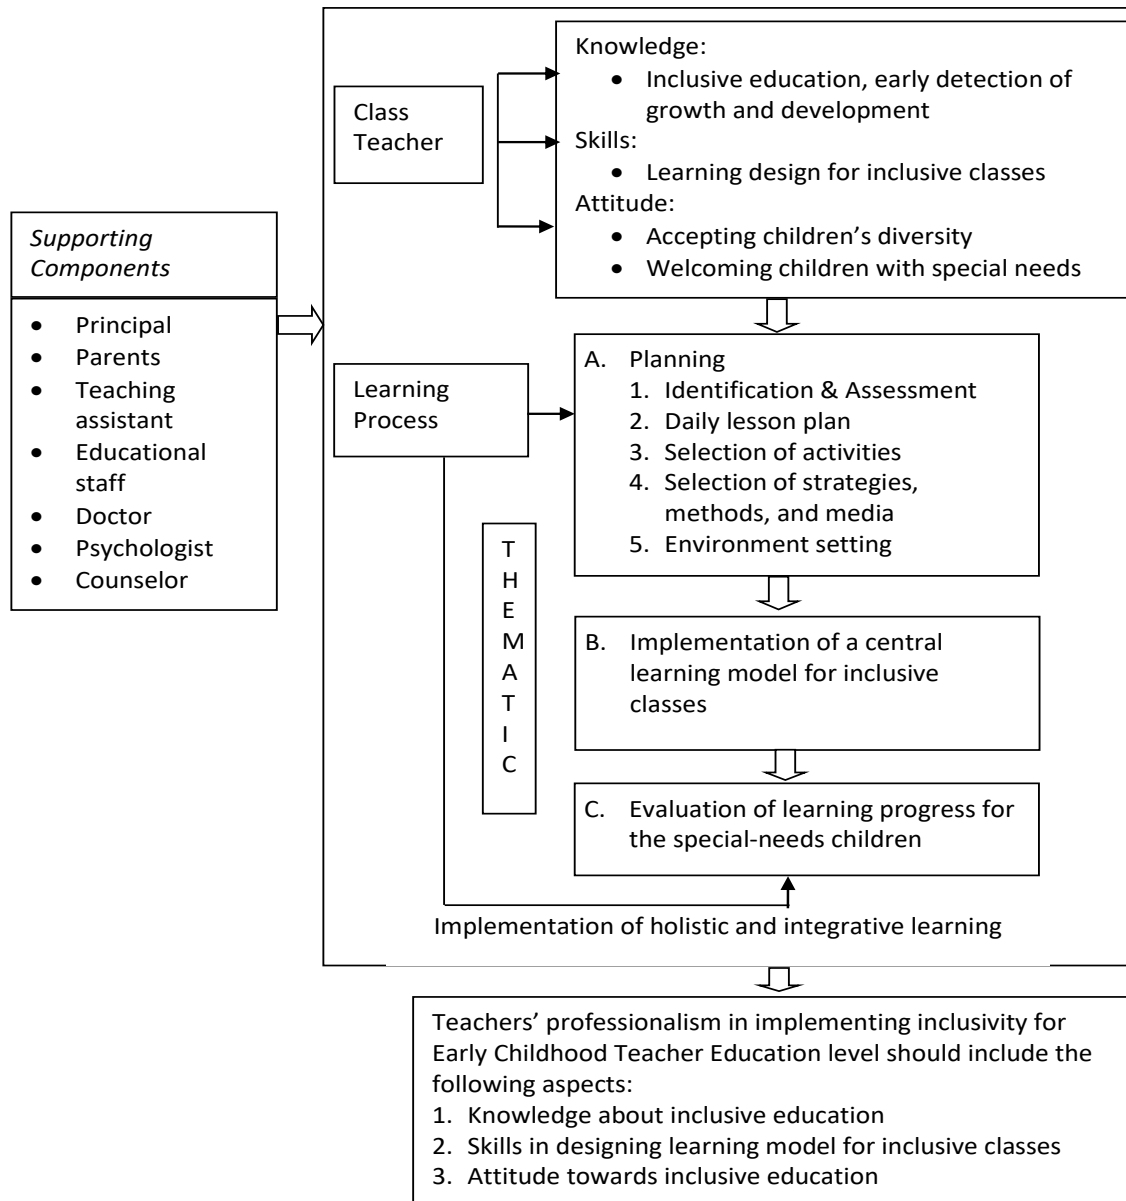 Supporting
Components
• Principal
• Parents
• Teaching
assistant
• Educational
staff
• Doctor
• Psychologist
• Counselor
Class
Teacher
Knowledge:
• Inclusive education, early detection of
growth and development
Skills:
• Learning design for inclusive classes
Attitude:
• Accepting children’s diversity
• Welcoming children with special needs
Learning
Process
A. Planning
1. Identification & Assessment
2. Daily lesson plan
3. Selection of activities
4. Selection of strategies,
methods, and media
5. Environment setting
T
H
E
M
A
T
I
C
B. Implementation of a central
learning model for inclusive
classes
C. Evaluation of learning progress for
the special-needs children
Implementation of holistic and integrative learning
Teachers’ professionalism in implementing inclusivity for
Early Childhood Teacher Education level should include the
following aspects:
1. Knowledge about inclusive education
2. Skills in designing learning model for inclusive classes
3. Attitude towards inclusive education